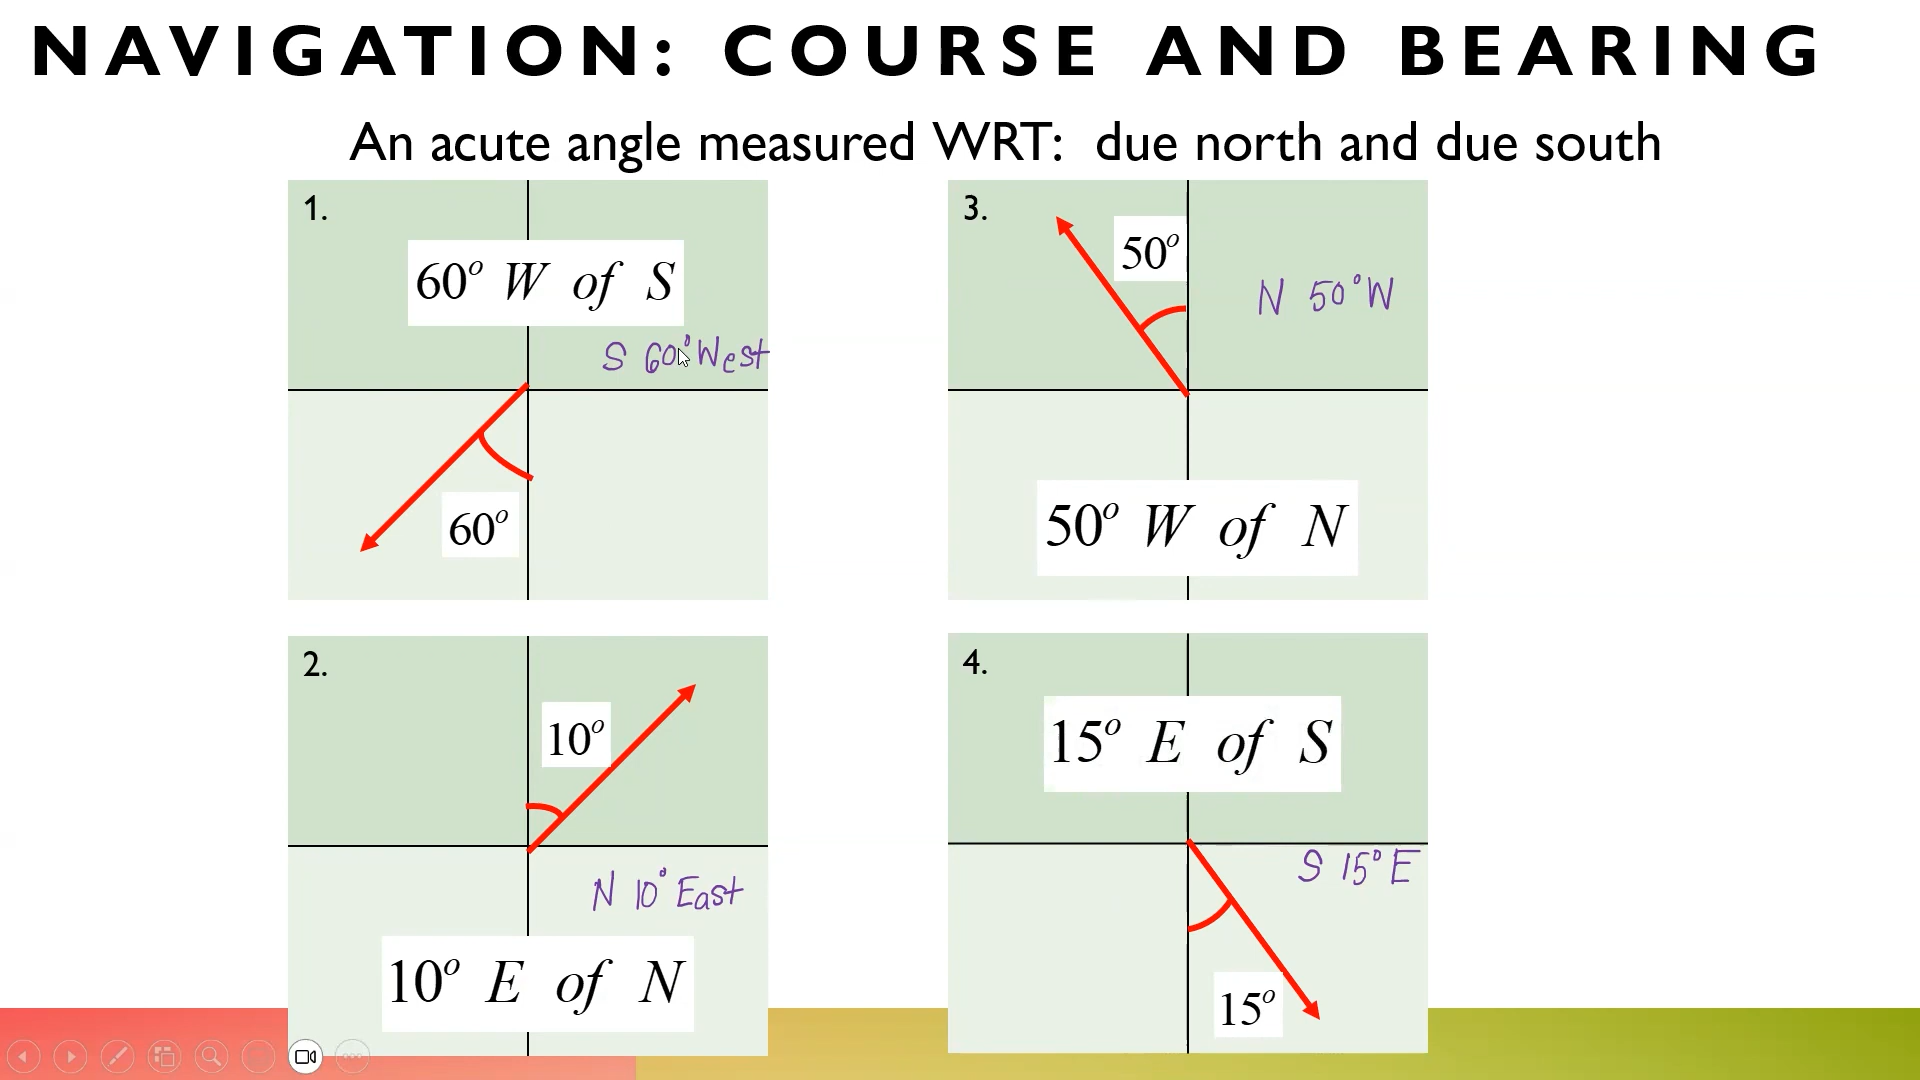 NAVIGATION: COURSE AND BEARING
An acute angle measured WRT: due north and due south
1.
60° W of S
S 60° West
60°
2.
10°
N 10° East
10° E of N
3.
50°
N 50° W
50° W of N
4.
15° E of S
S 15° E
15°